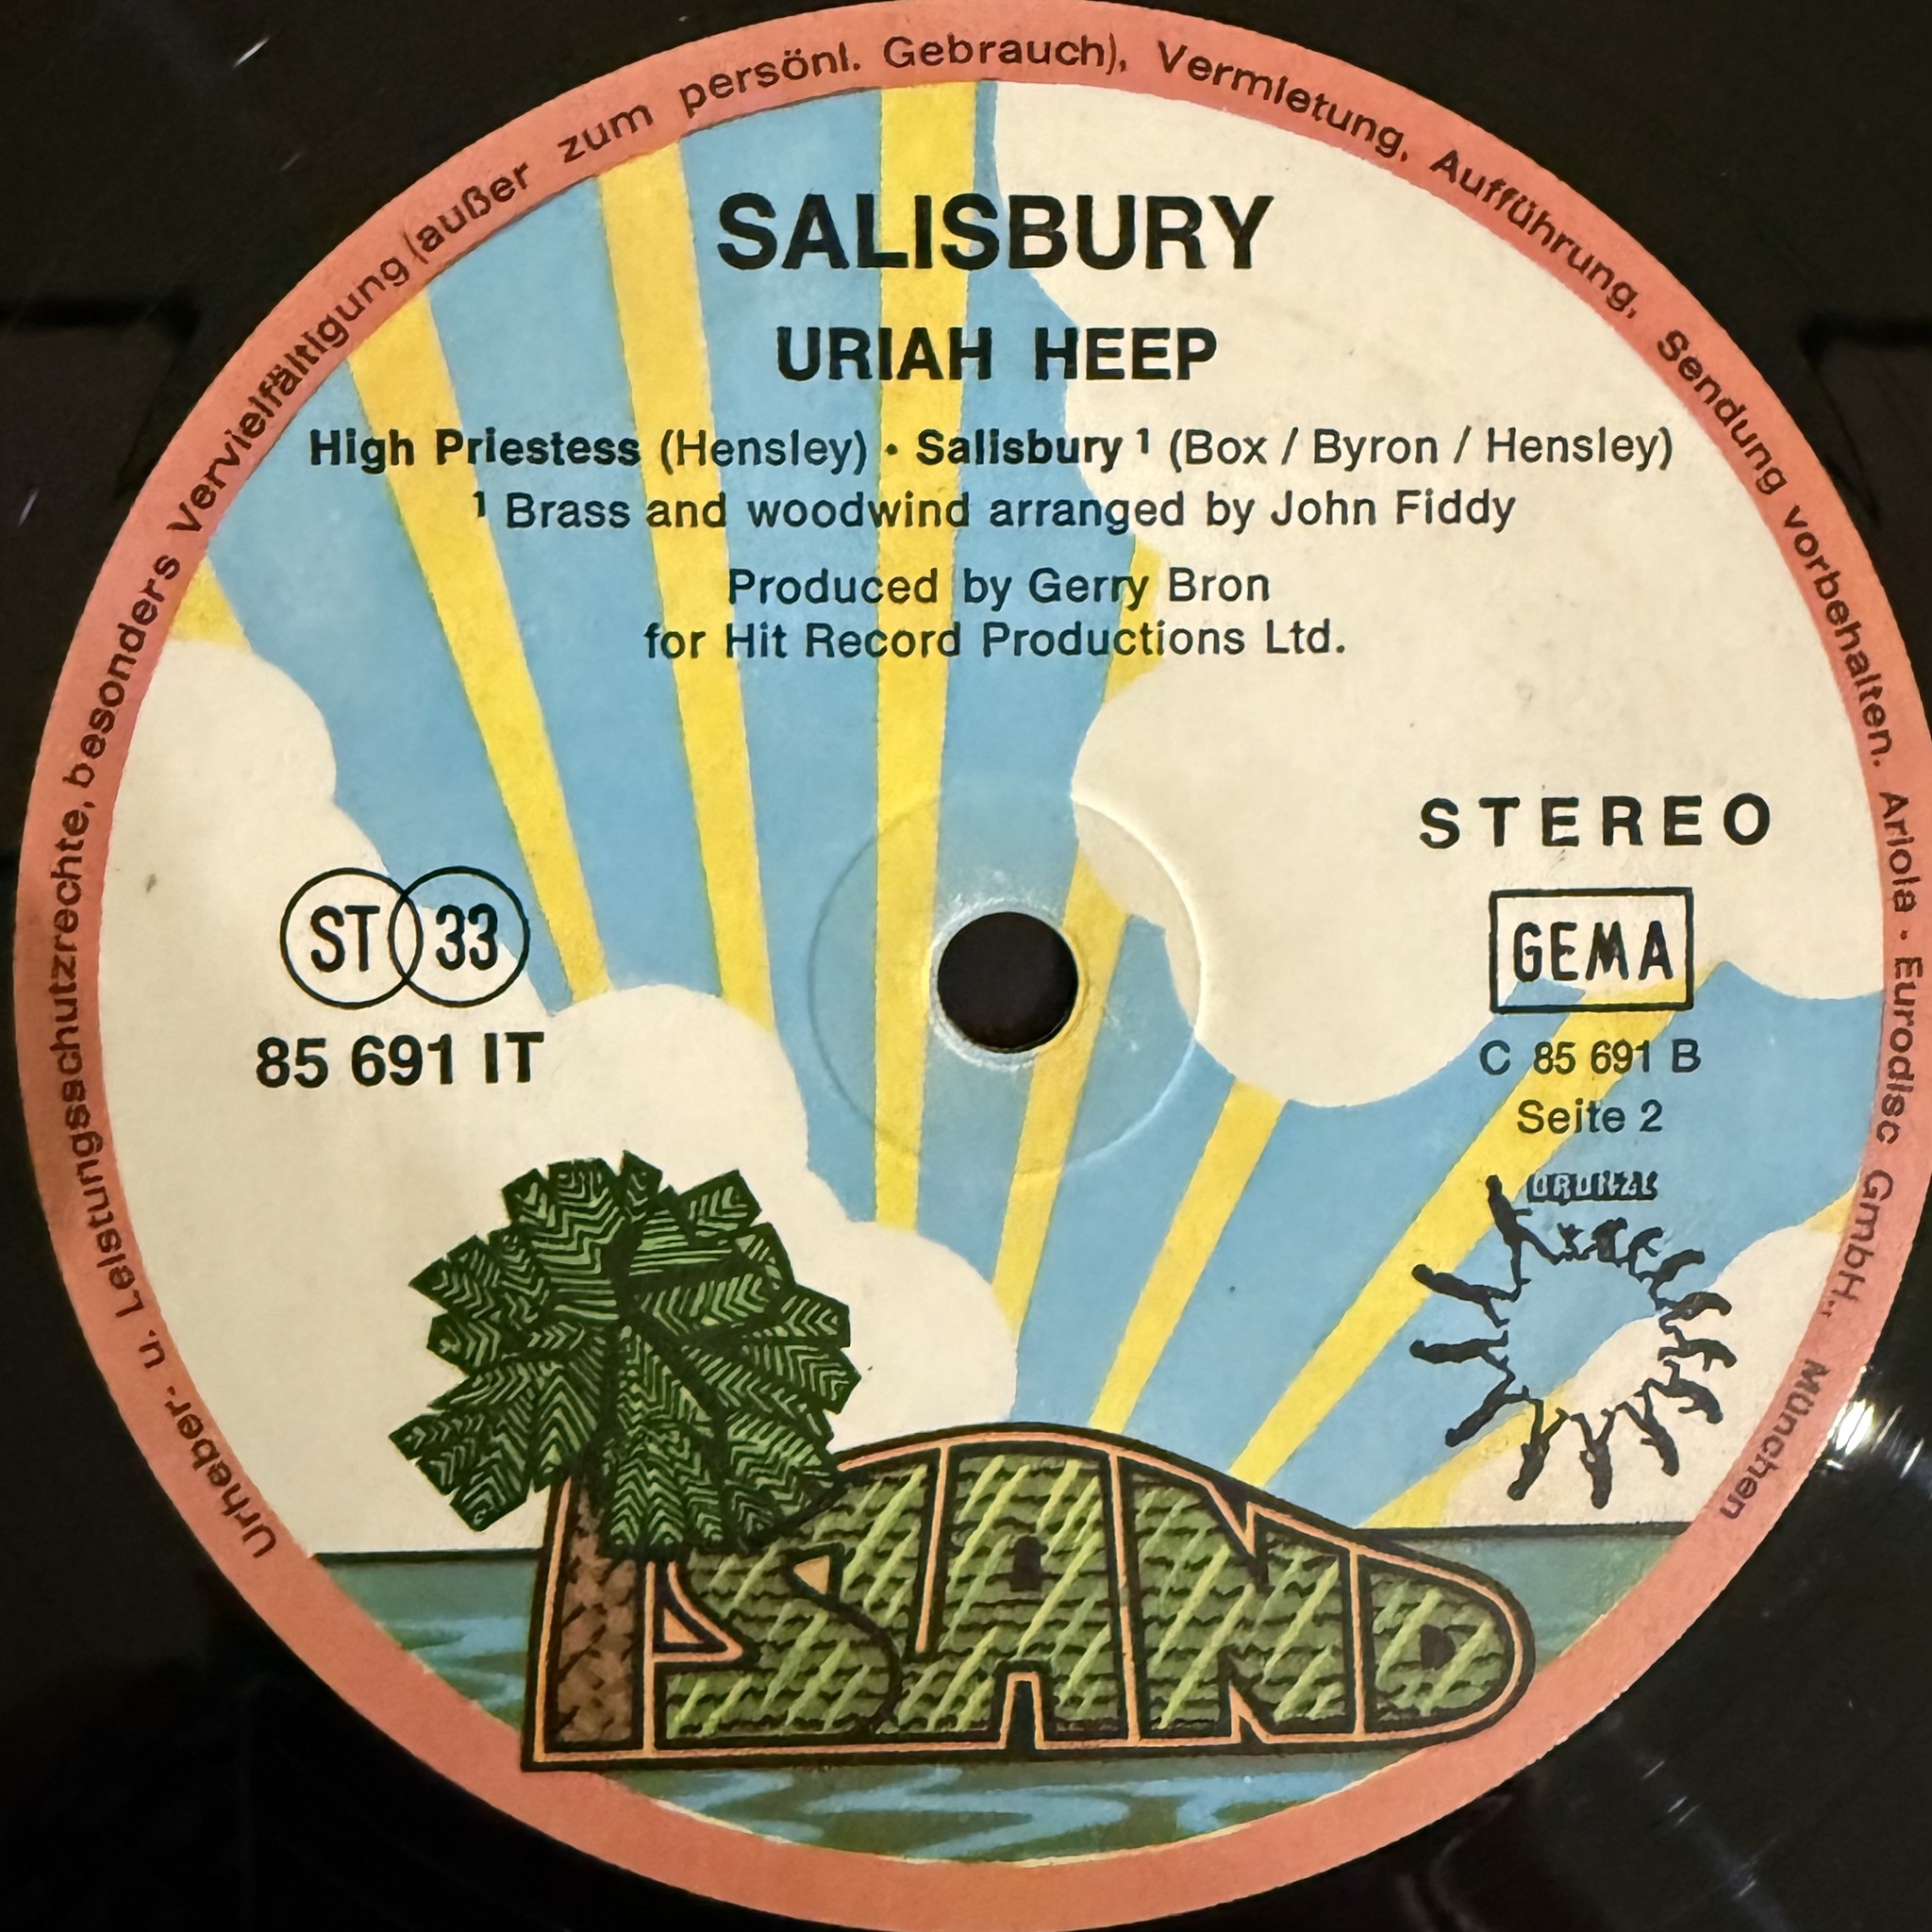 Urheber- u. Leistungsschutzrechte, besonders Vervielfältigung (außer zum persönl. Gebrauch), Vermietung, Aufführung, Sendung vorbehalten. Ariola · Eurodisc GmbH., München
SALISBURY
URIAH HEEP
High Priestess (Hensley) · Salisbury ¹ (Box / Byron / Hensley)
¹ Brass and woodwind arranged by John Fiddy
Produced by Gerry Bron
for Hit Record Productions Ltd.
STEREO
ST 33
GEMA
85 691 IT
C 85 691 B
Seite 2
BRONZE
ISLAND